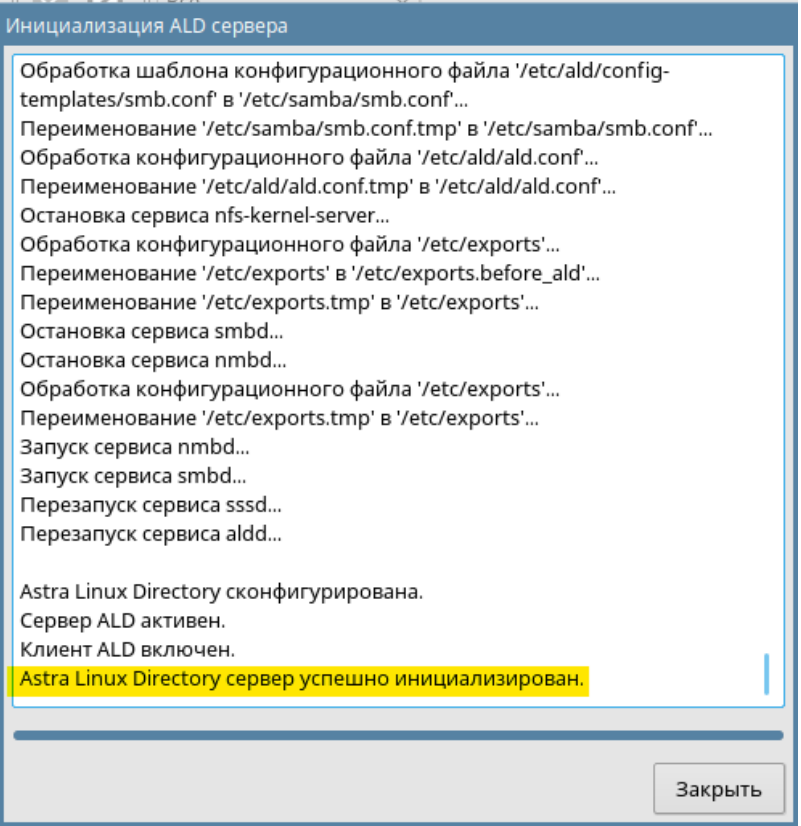 Инициализация ALD сервера
Обработка шаблона конфигурационного файла '/etc/ald/config-
templates/smb.conf' в '/etc/samba/smb.conf'...
Переименование '/etc/samba/smb.conf.tmp' в '/etc/samba/smb.conf'...
Обработка конфигурационного файла '/etc/ald/ald.conf'...
Переименование '/etc/ald/ald.conf.tmp' в '/etc/ald/ald.conf'...
Остановка сервиса nfs-kernel-server...
Обработка конфигурационного файла '/etc/exports'...
Переименование '/etc/exports' в '/etc/exports.before_ald'...
Переименование '/etc/exports.tmp' в '/etc/exports'...
Остановка сервиса smbd...
Остановка сервиса nmbd...
Обработка конфигурационного файла '/etc/exports'...
Переименование '/etc/exports.tmp' в '/etc/exports'...
Запуск сервиса nmbd...
Запуск сервиса smbd...
Перезапуск сервиса sssd...
Перезапуск сервиса aldd...
Astra Linux Directory сконфигурирована.
Сервер ALD активен.
Клиент ALD включен.
Astra Linux Directory сервер успешно инициализирован.
Закрыть